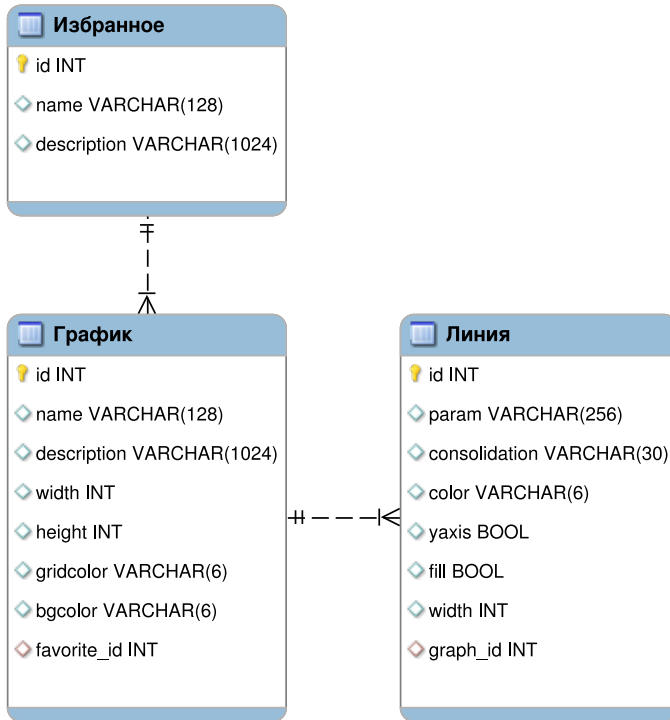 Избранное
id INT
name VARCHAR(128)
description VARCHAR(1024)
График
id INT
name VARCHAR(128)
description VARCHAR(1024)
width INT
height INT
gridcolor VARCHAR(6)
bgcolor VARCHAR(6)
favorite_id INT
Линия
id INT
param VARCHAR(256)
consolidation VARCHAR(30)
color VARCHAR(6)
yaxis BOOL
fill BOOL
width INT
graph_id INT